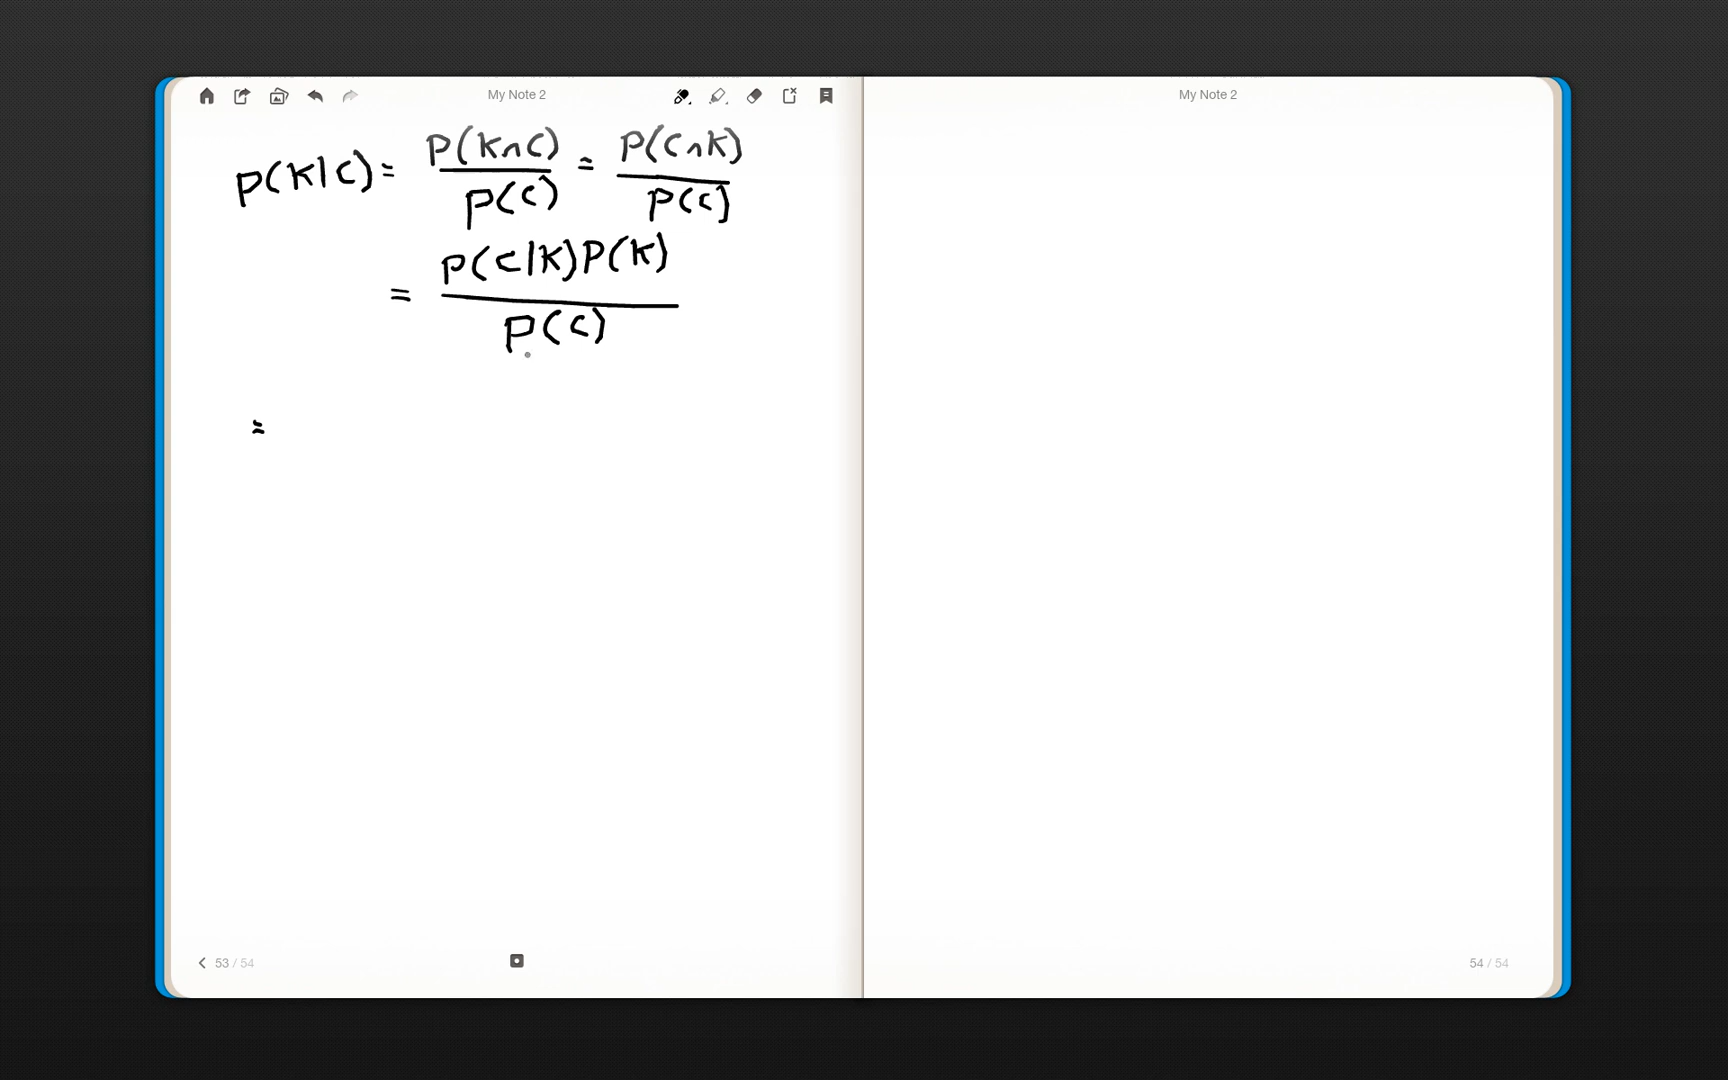 My Note 2
My Note 2
P(K|C) = P(K∩C) / P(C) = P(C∩K) / P(C)
= P(C|K)P(K) / P(C)
=
53 / 54
54 / 54